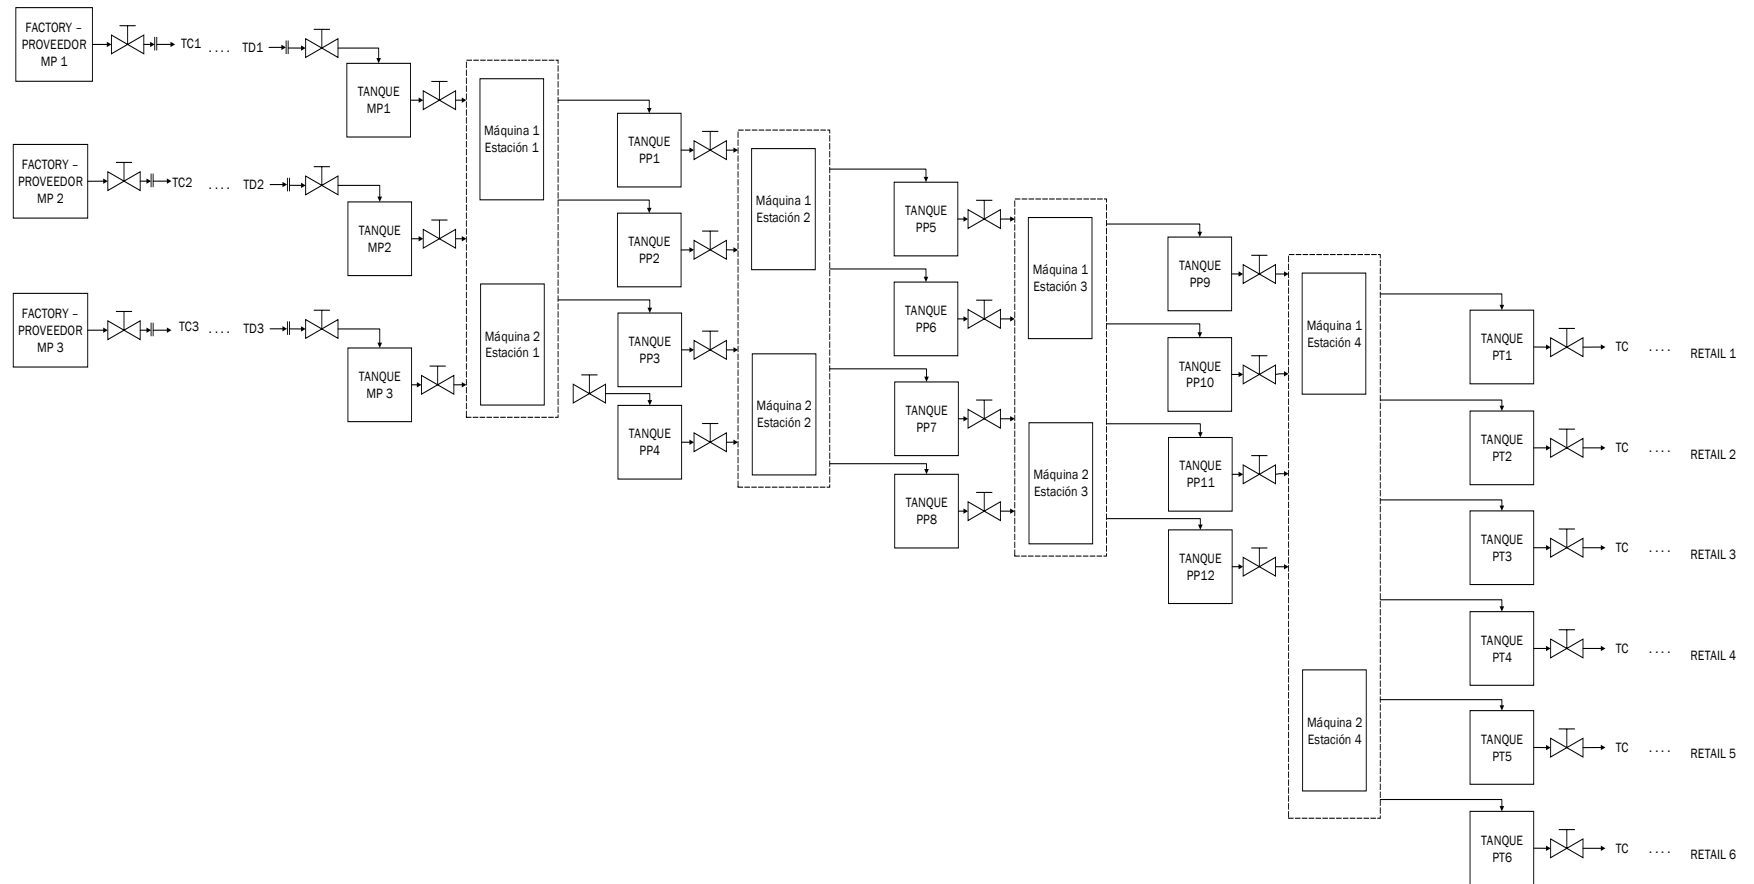 FACTORY –
PROVEEDOR
MP 1
TC1 .... TD1
TANQUE
MP1
FACTORY –
PROVEEDOR
MP 2
TC2 .... TD2
TANQUE
MP2
FACTORY –
PROVEEDOR
MP 3
TC3 .... TD3
TANQUE
MP 3
Máquina 1
Estación 1
Máquina 2
Estación 1
TANQUE
PP1
TANQUE
PP2
TANQUE
PP3
TANQUE
PP4
Máquina 1
Estación 2
Máquina 2
Estación 2
TANQUE
PP5
TANQUE
PP6
TANQUE
PP7
TANQUE
PP8
Máquina 1
Estación 3
Máquina 2
Estación 3
TANQUE
PP9
TANQUE
PP10
TANQUE
PP11
TANQUE
PP12
Máquina 1
Estación 4
Máquina 2
Estación 4
TANQUE
PT1
TC .... RETAIL 1
TANQUE
PT2
TC .... RETAIL 2
TANQUE
PT3
TC .... RETAIL 3
TANQUE
PT4
TC .... RETAIL 4
TANQUE
PT5
TC .... RETAIL 5
TANQUE
PT6
TC .... RETAIL 6